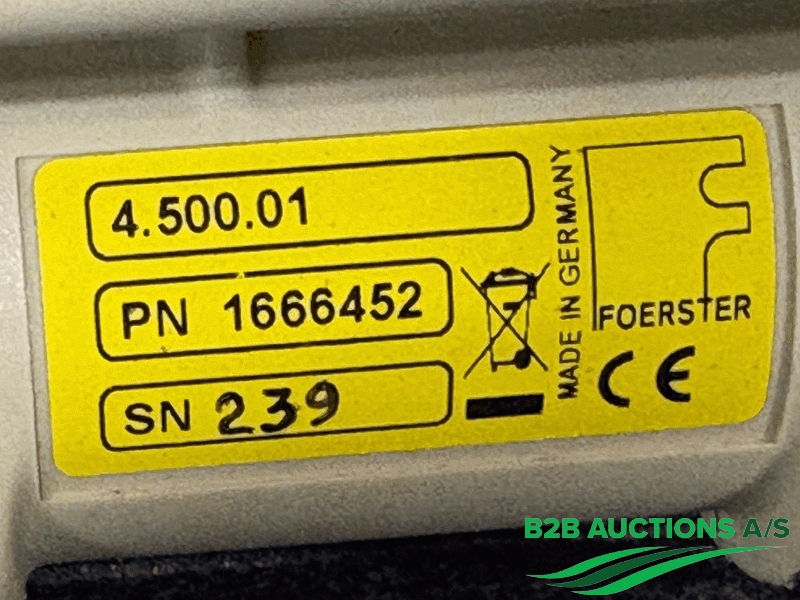 4.500.01
PN 1666452
SN 239
MADE IN GERMANY
FOERSTER
CE
B2B AUCTIONS A/S